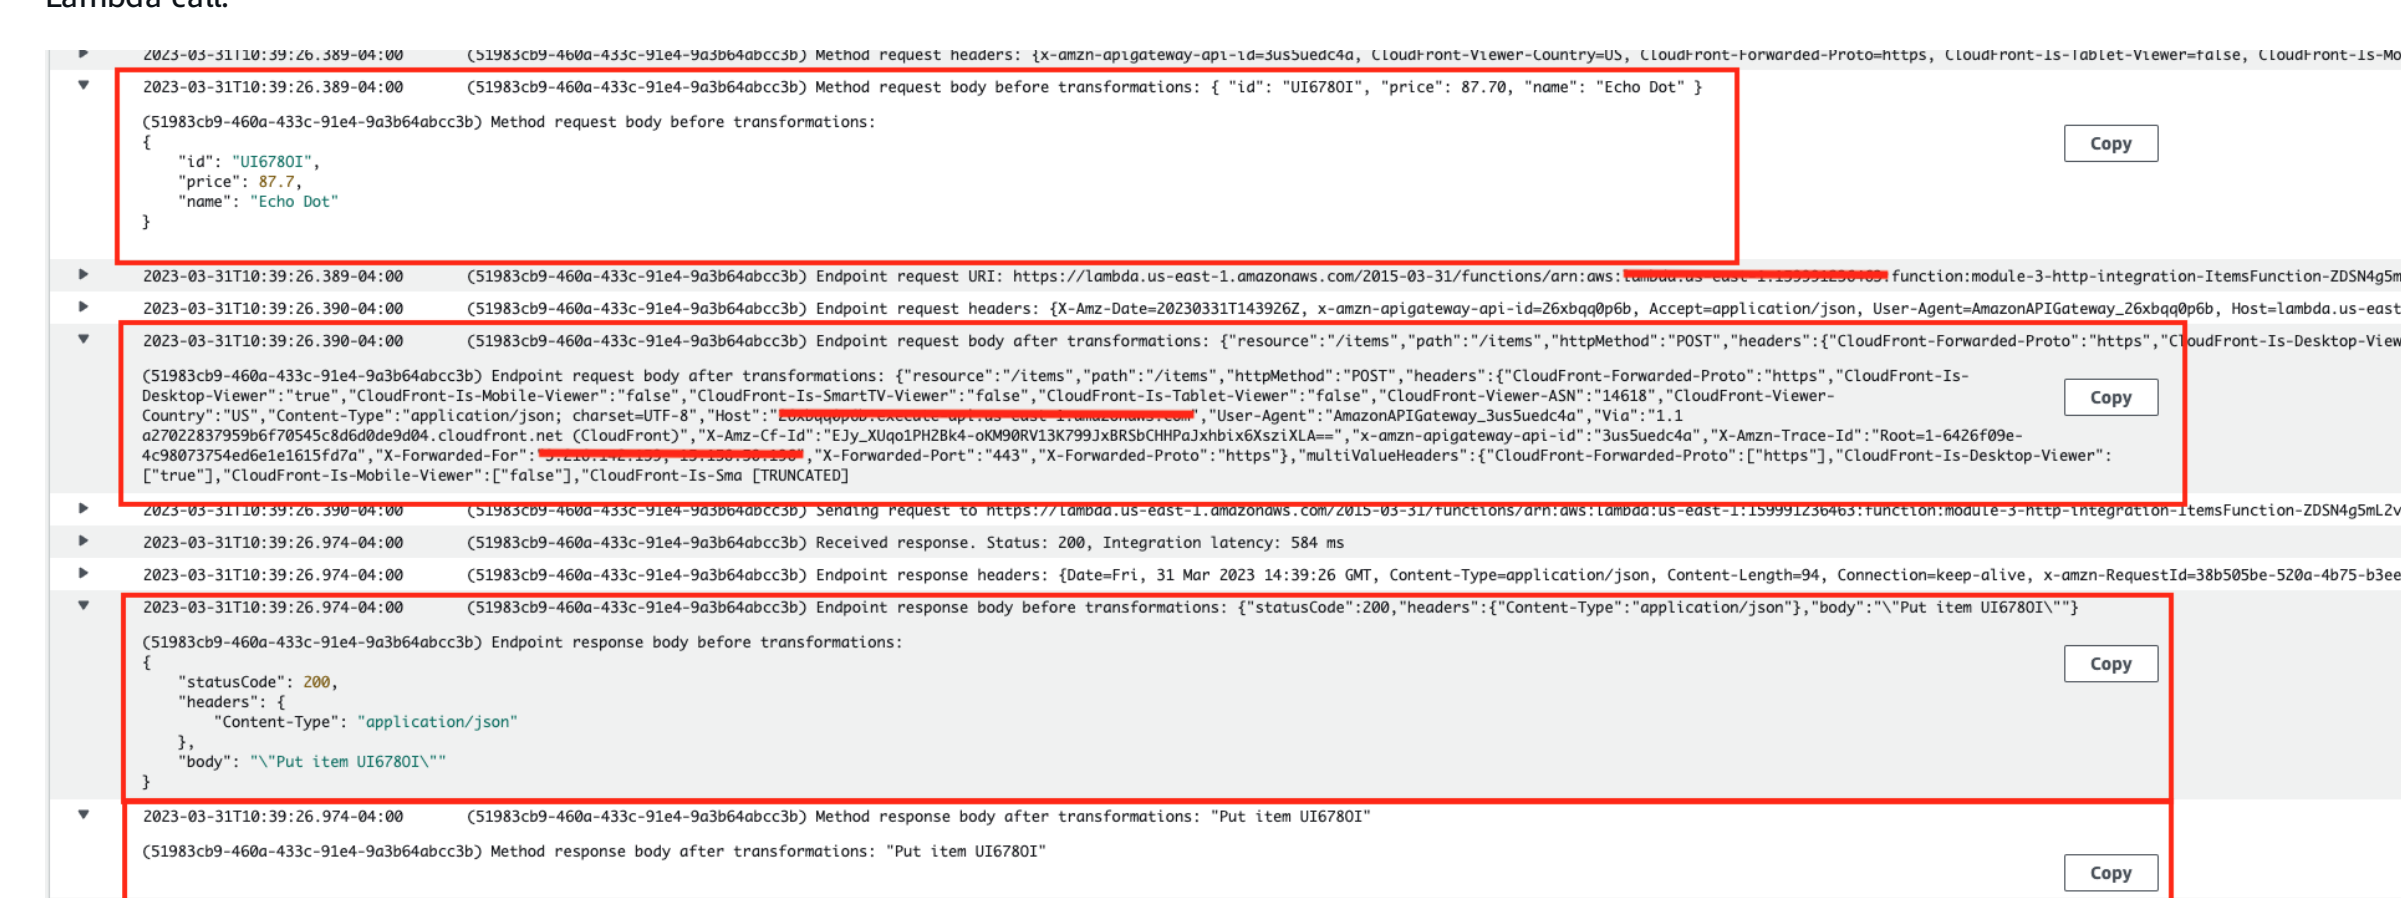 Lambda call.
2023-03-31T10:39:26.389-04:00 (51983cb9-460a-433c-91e4-9a3b64abcc3b) Method request headers: {x-amzn-apigateway-api-id=3us5uedc4a, CloudFront-Viewer-Country=US, CloudFront-Forwarded-Proto=https, CloudFront-Is-Tablet-Viewer=false, CloudFront-Is-Mo
2023-03-31T10:39:26.389-04:00 (51983cb9-460a-433c-91e4-9a3b64abcc3b) Method request body before transformations: { "id": "UI678OI", "price": 87.70, "name": "Echo Dot" }
(51983cb9-460a-433c-91e4-9a3b64abcc3b) Method request body before transformations:
Copy
{
"id": "UI678OI",
"price": 87.7,
"name": "Echo Dot"
}
2023-03-31T10:39:26.389-04:00 (51983cb9-460a-433c-91e4-9a3b64abcc3b) Endpoint request URI: https://lambda.us-east-1.amazonaws.com/2015-03-31/functions/arn:aws: function:module-3-http-integration-ItemsFunction-ZDSN4g5m
2023-03-31T10:39:26.390-04:00 (51983cb9-460a-433c-91e4-9a3b64abcc3b) Endpoint request headers: {X-Amz-Date=20230331T143926Z, x-amzn-apigateway-api-id=26xbqq0p6b, Accept=application/json, User-Agent=AmazonAPIGateway_26xbqq0p6b, Host=lambda.us-east
2023-03-31T10:39:26.390-04:00 (51983cb9-460a-433c-91e4-9a3b64abcc3b) Endpoint request body after transformations: {"resource":"/items","path":"/items","httpMethod":"POST","headers":{"CloudFront-Forwarded-Proto":"https","CloudFront-Is-Desktop-View
(51983cb9-460a-433c-91e4-9a3b64abcc3b) Endpoint request body after transformations: {"resource":"/items","path":"/items","httpMethod":"POST","headers":{"CloudFront-Forwarded-Proto":"https","CloudFront-Is-
Desktop-Viewer":"true","CloudFront-Is-Mobile-Viewer":"false","CloudFront-Is-SmartTV-Viewer":"false","CloudFront-Is-Tablet-Viewer":"false","CloudFront-Viewer-ASN":"14618","CloudFront-Viewer-
Copy
Country":"US","Content-Type":"application/json; charset=UTF-8","Host":" ","User-Agent":"AmazonAPIGateway_3us5uedc4a","Via":"1.1
a27022837959b6f70545c8d6d0de9d04.cloudfront.net (CloudFront)","X-Amz-Cf-Id":"EJy_XUqo1PH2Bk4-oKM90RV13K799JxBRSbCHHPaJxhbix6XsziXLA==","x-amzn-apigateway-api-id":"3us5uedc4a","X-Amzn-Trace-Id":"Root=1-6426f09e-
4c98073754ed6e1e1615fd7a","X-Forwarded-For": ,"X-Forwarded-Port":"443","X-Forwarded-Proto":"https"},"multiValueHeaders":{"CloudFront-Forwarded-Proto":["https"],"CloudFront-Is-Desktop-Viewer":
["true"],"CloudFront-Is-Mobile-Viewer":["false"],"CloudFront-Is-Sma [TRUNCATED]
2023-03-31T10:39:26.390-04:00 (51983cb9-460a-433c-91e4-9a3b64abcc3b) Sending request to https://lambda.us-east-1.amazonaws.com/2015-03-31/functions/arn:aws:lambda:us-east-1:159991236463:function:module-3-http-integration-ItemsFunction-ZDSN4g5mL2v
2023-03-31T10:39:26.974-04:00 (51983cb9-460a-433c-91e4-9a3b64abcc3b) Received response. Status: 200, Integration latency: 584 ms
2023-03-31T10:39:26.974-04:00 (51983cb9-460a-433c-91e4-9a3b64abcc3b) Endpoint response headers: {Date=Fri, 31 Mar 2023 14:39:26 GMT, Content-Type=application/json, Content-Length=94, Connection=keep-alive, x-amzn-RequestId=38b505be-520a-4b75-b3ee
2023-03-31T10:39:26.974-04:00 (51983cb9-460a-433c-91e4-9a3b64abcc3b) Endpoint response body before transformations: {"statusCode":200,"headers":{"Content-Type":"application/json"},"body":"\"Put item UI678OI\""}
(51983cb9-460a-433c-91e4-9a3b64abcc3b) Endpoint response body before transformations:
Copy
{
"statusCode": 200,
"headers": {
"Content-Type": "application/json"
},
"body": "\"Put item UI678OI\""
}
2023-03-31T10:39:26.974-04:00 (51983cb9-460a-433c-91e4-9a3b64abcc3b) Method response body after transformations: "Put item UI678OI"
(51983cb9-460a-433c-91e4-9a3b64abcc3b) Method response body after transformations: "Put item UI678OI"
Copy